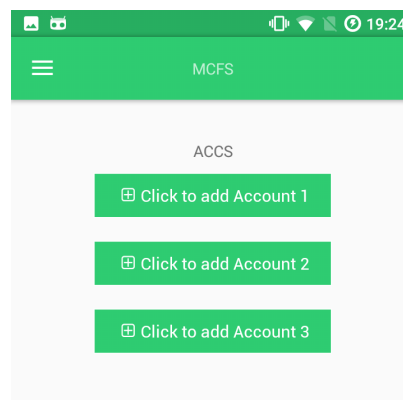 19:24
MCFS
ACCS
Click to add Account 1
Click to add Account 2
Click to add Account 3